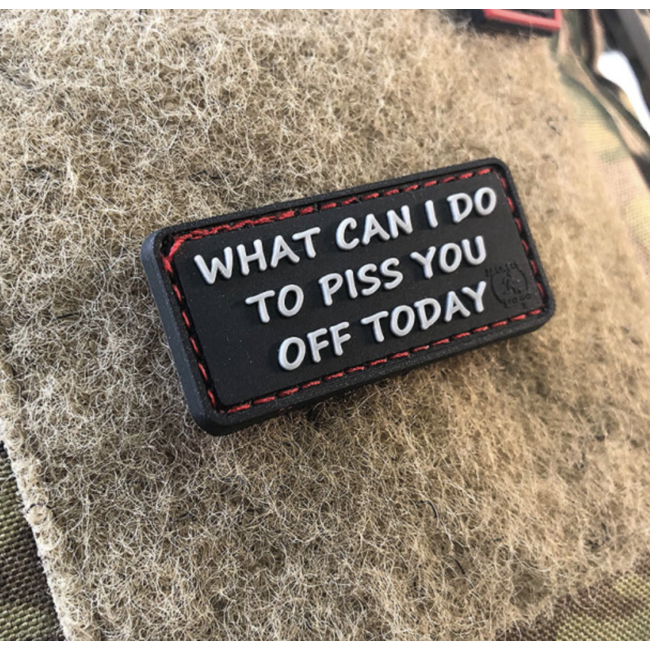 WHAT CAN I DO
TO PISS YOU
OFF TODAY